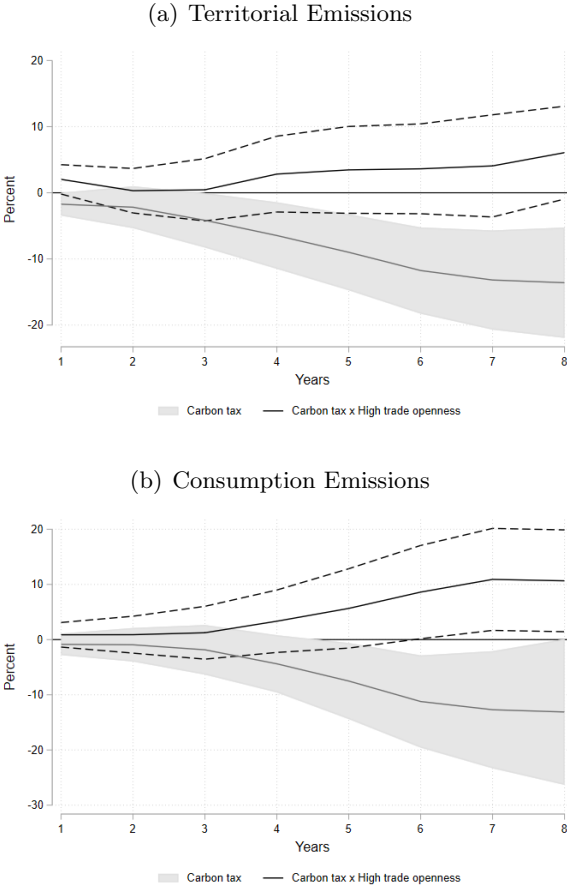 (a) Territorial Emissions
20
10
0
-10
-20
Percent
1 2 3 4 5 6 7 8
Years
Carbon tax Carbon tax x High trade openness
(b) Consumption Emissions
20
10
0
-10
-20
-30
Percent
1 2 3 4 5 6 7 8
Years
Carbon tax Carbon tax x High trade openness